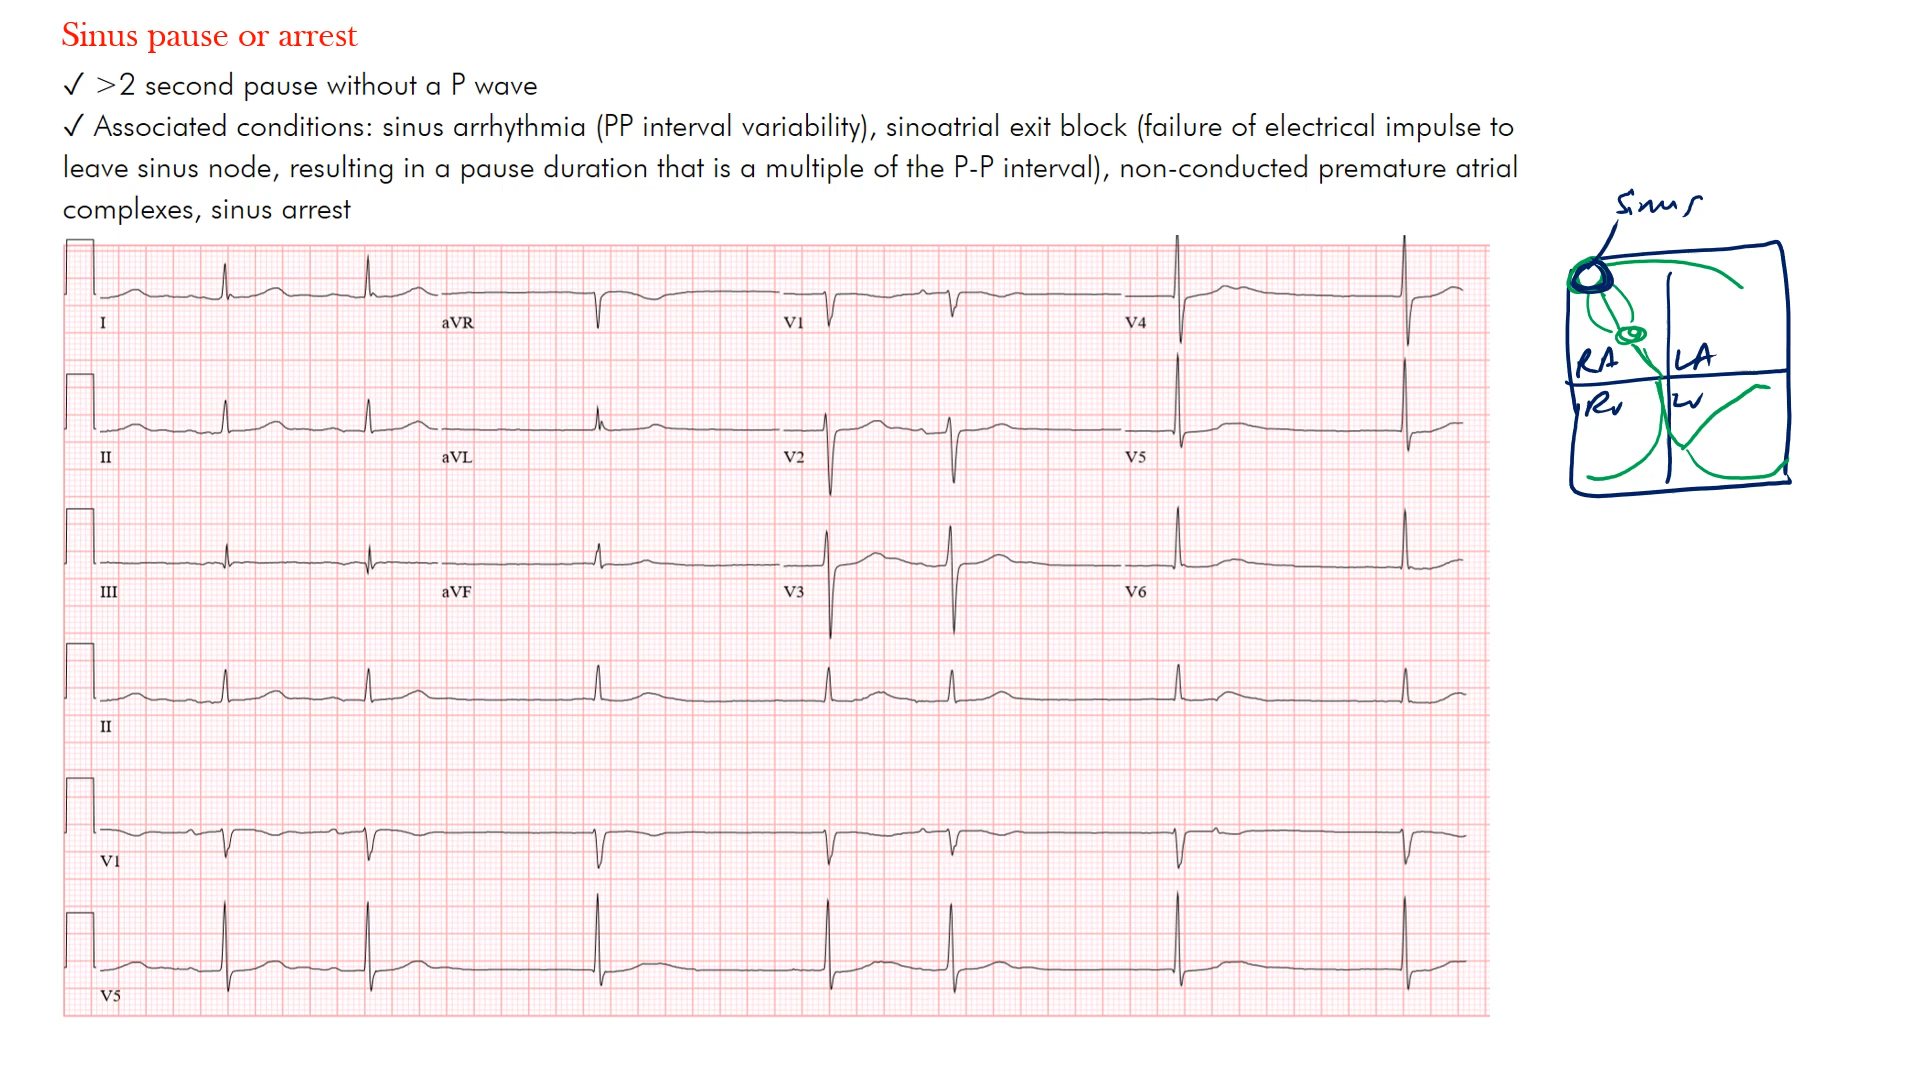 Sinus pause or arrest
✓ >2 second pause without a P wave
✓ Associated conditions: sinus arrhythmia (PP interval variability), sinoatrial exit block (failure of electrical impulse to
leave sinus node, resulting in a pause duration that is a multiple of the P-P interval), non-conducted premature atrial
complexes, sinus arrest
Sinus
I aVR V1 V4
RA LA
RV LV
II aVL V2 V5
III aVF V3 V6
II
V1
V5